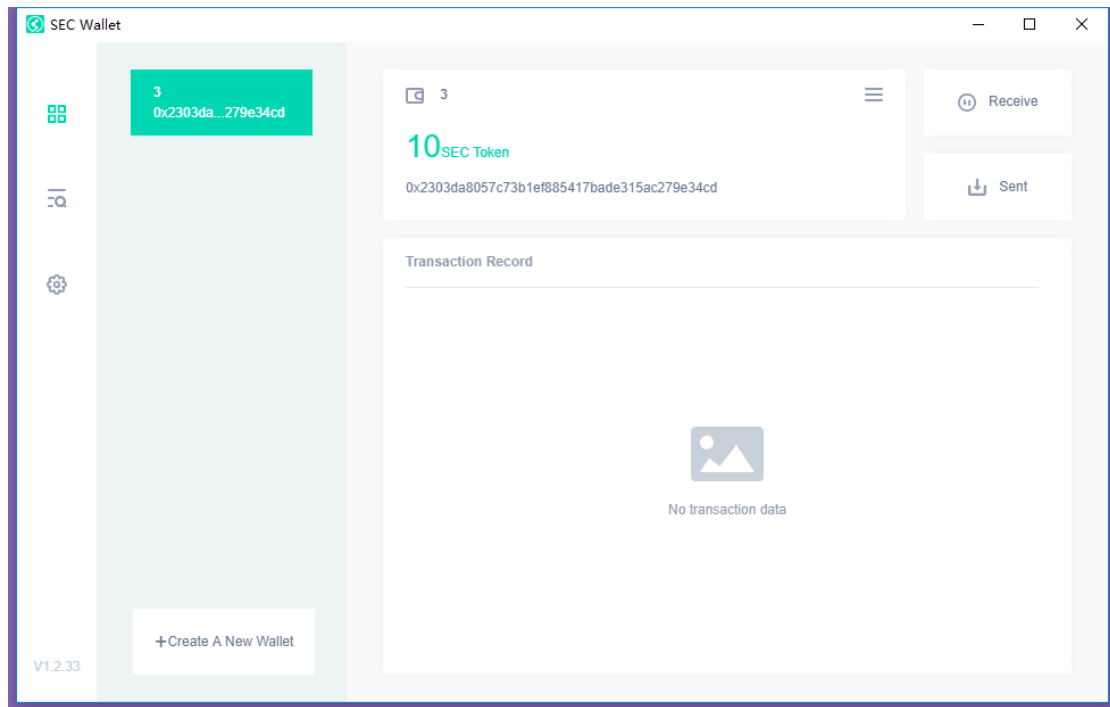 SEC Wallet
3
0x2303da...279e34cd
3
10SEC Token
0x2303da8057c73b1ef885417bade315ac279e34cd
Receive
Sent
Transaction Record
No transaction data
+Create A New Wallet
V1.2.33